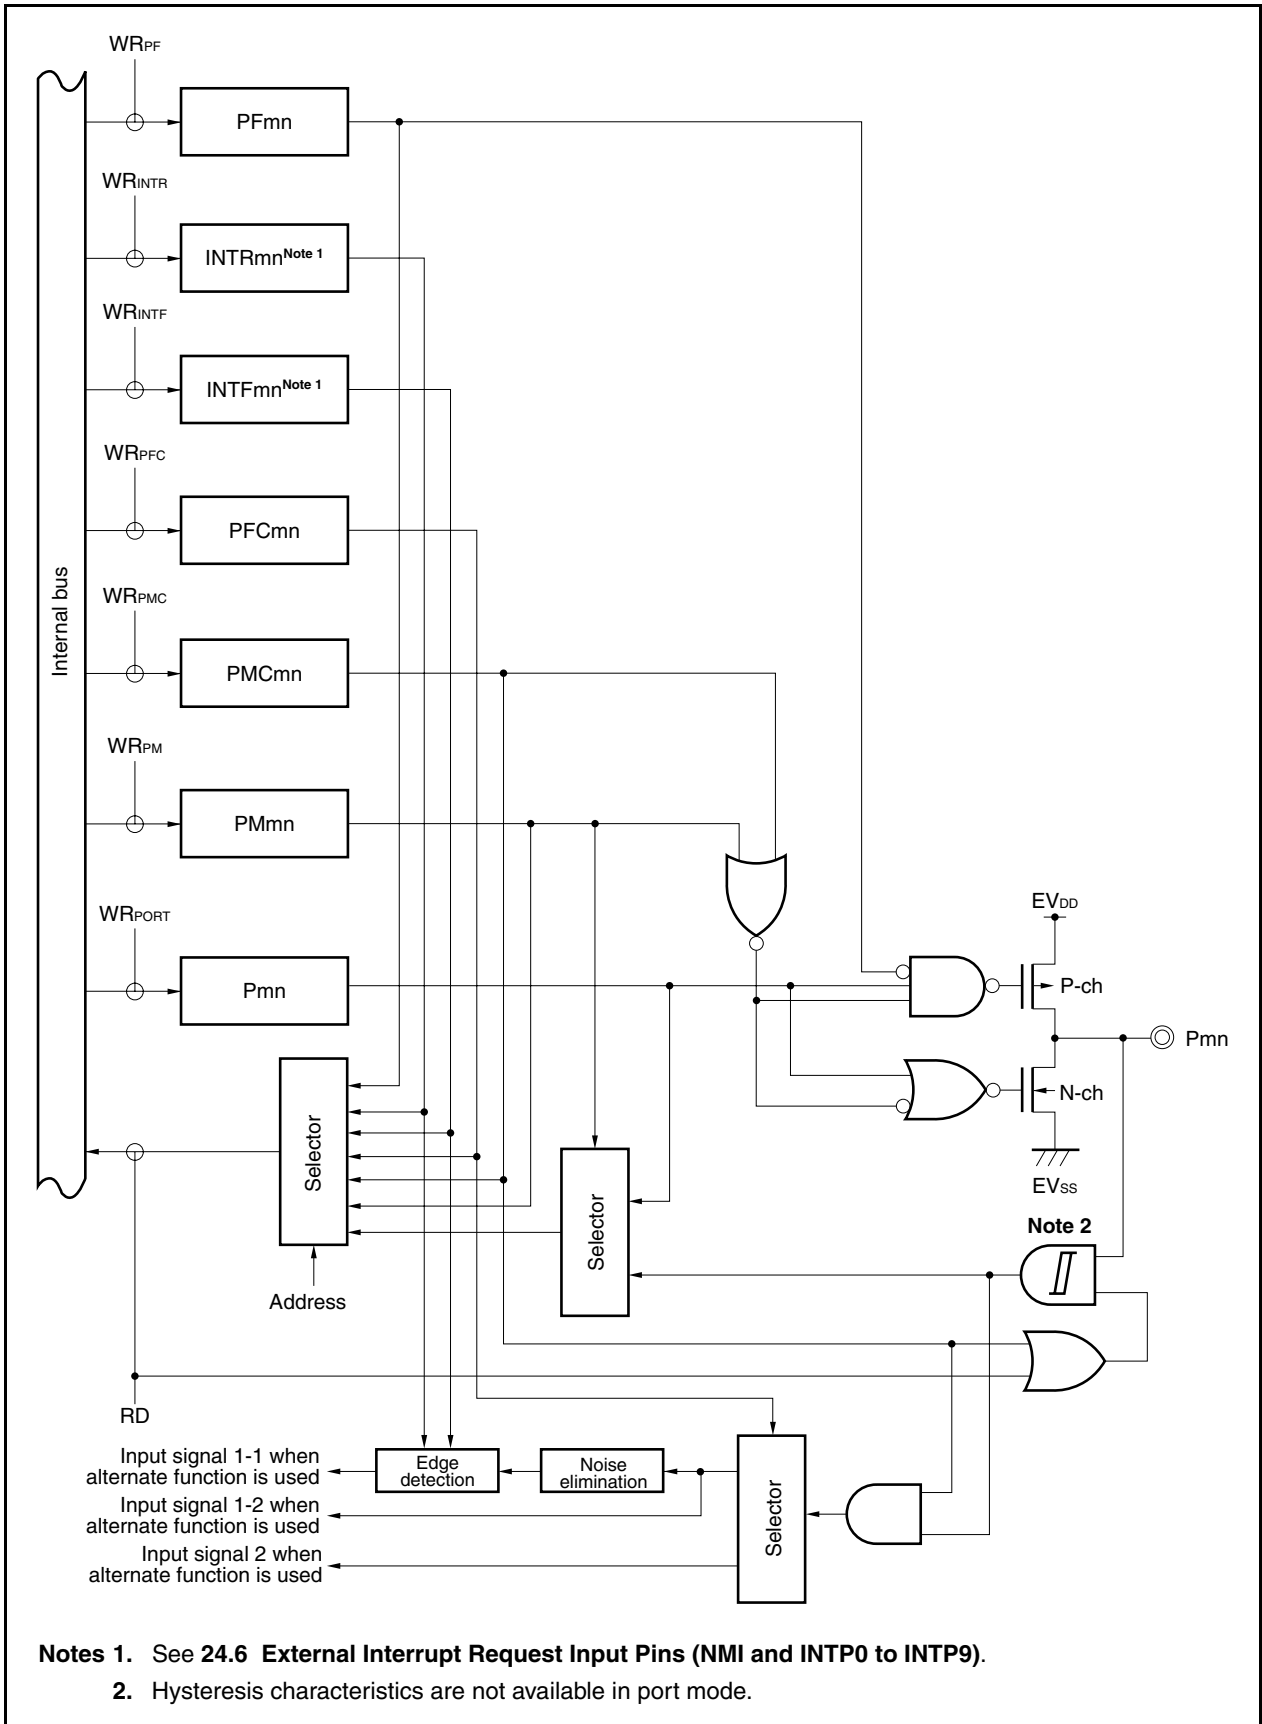 WRPF
PFmn
WRINTR
INTRmnNote 1
WRINTF
INTFmnNote 1
WRPFC
PFCmn
Internal bus
WRPMC
PMCmn
WRPM
PMmn
WRPORT
Pmn
EVDD
P-ch
Pmn
N-ch
EVSS
Note 2
Selector
Selector
Address
RD
Input signal 1-1 when
alternate function is used
Edge
detection
Noise
elimination
Selector
Input signal 1-2 when
alternate function is used
Input signal 2 when
alternate function is used
Notes 1. See 24.6 External Interrupt Request Input Pins (NMI and INTP0 to INTP9).
2. Hysteresis characteristics are not available in port mode.